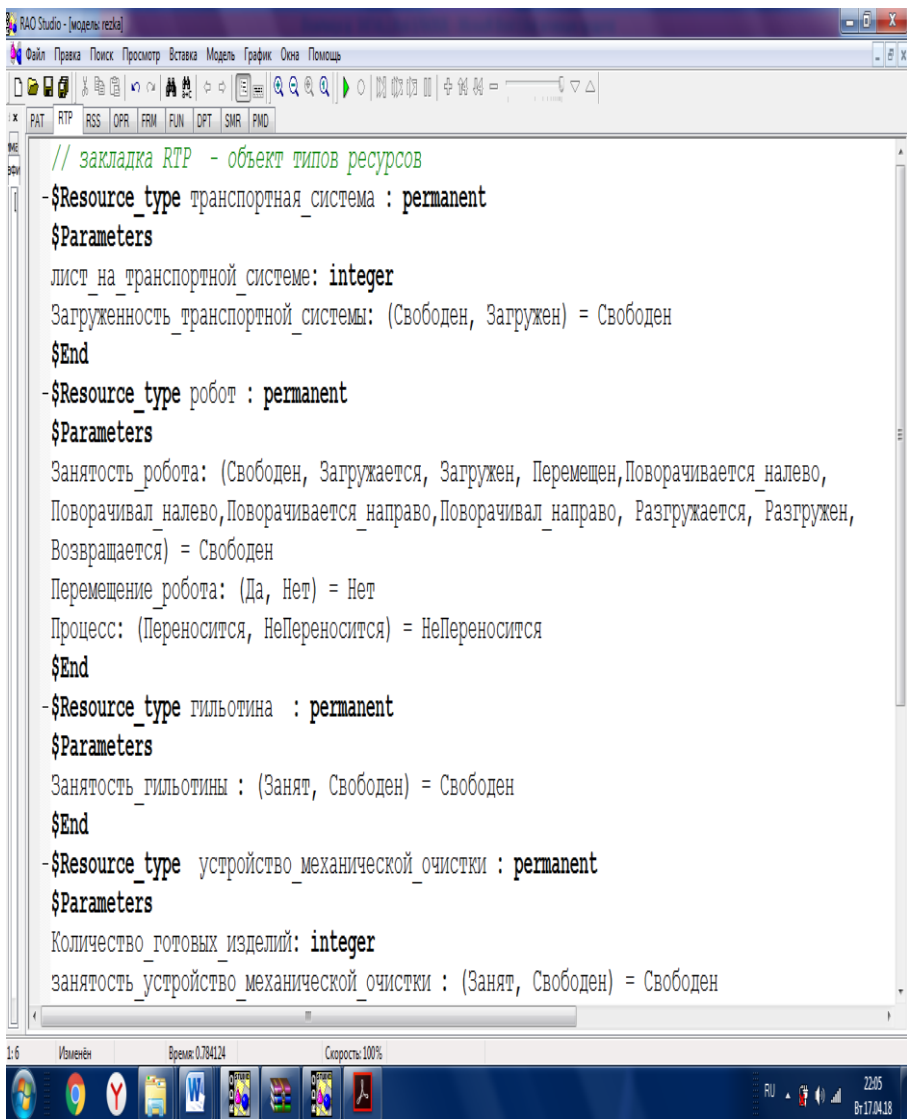 RAO Studio - [модель: rezka]
Файл Правка Поиск Просмотр Вставка Модель График Окна Помощь
PAT RTP RSS OPR FRM FUN DPT SMR PMD
// закладка RTP - объект типов ресурсов
-$Resource_type транспортная_система : permanent
$Parameters
лист_на_транспортной_системе: integer
Загруженность_транспортной_системы: (Свободен, Загружен) = Свободен
$End
-$Resource_type робот : permanent
$Parameters
Занятость_робота: (Свободен, Загружается, Загружен, Перемещен,Поворачивается_налево,
Поворачивал_налево,Поворачивается_направо,Поворачивал_направо, Разгружается, Разгружен,
Возвращается) = Свободен
Перемещение_робота: (Да, Нет) = Нет
Процесс: (Переносится, НеПереносится) = НеПереносится
$End
-$Resource_type гильотина : permanent
$Parameters
Занятость_гильотины : (Занят, Свободен) = Свободен
$End
-$Resource_type устройство_механической_очистки : permanent
$Parameters
Количество_готовых_изделий: integer
занятость_устройство_механической_очистки : (Занят, Свободен) = Свободен
1:6 Изменён Время: 0.784124 Скорость: 100%
RU 22:05
Вт 17.04.18